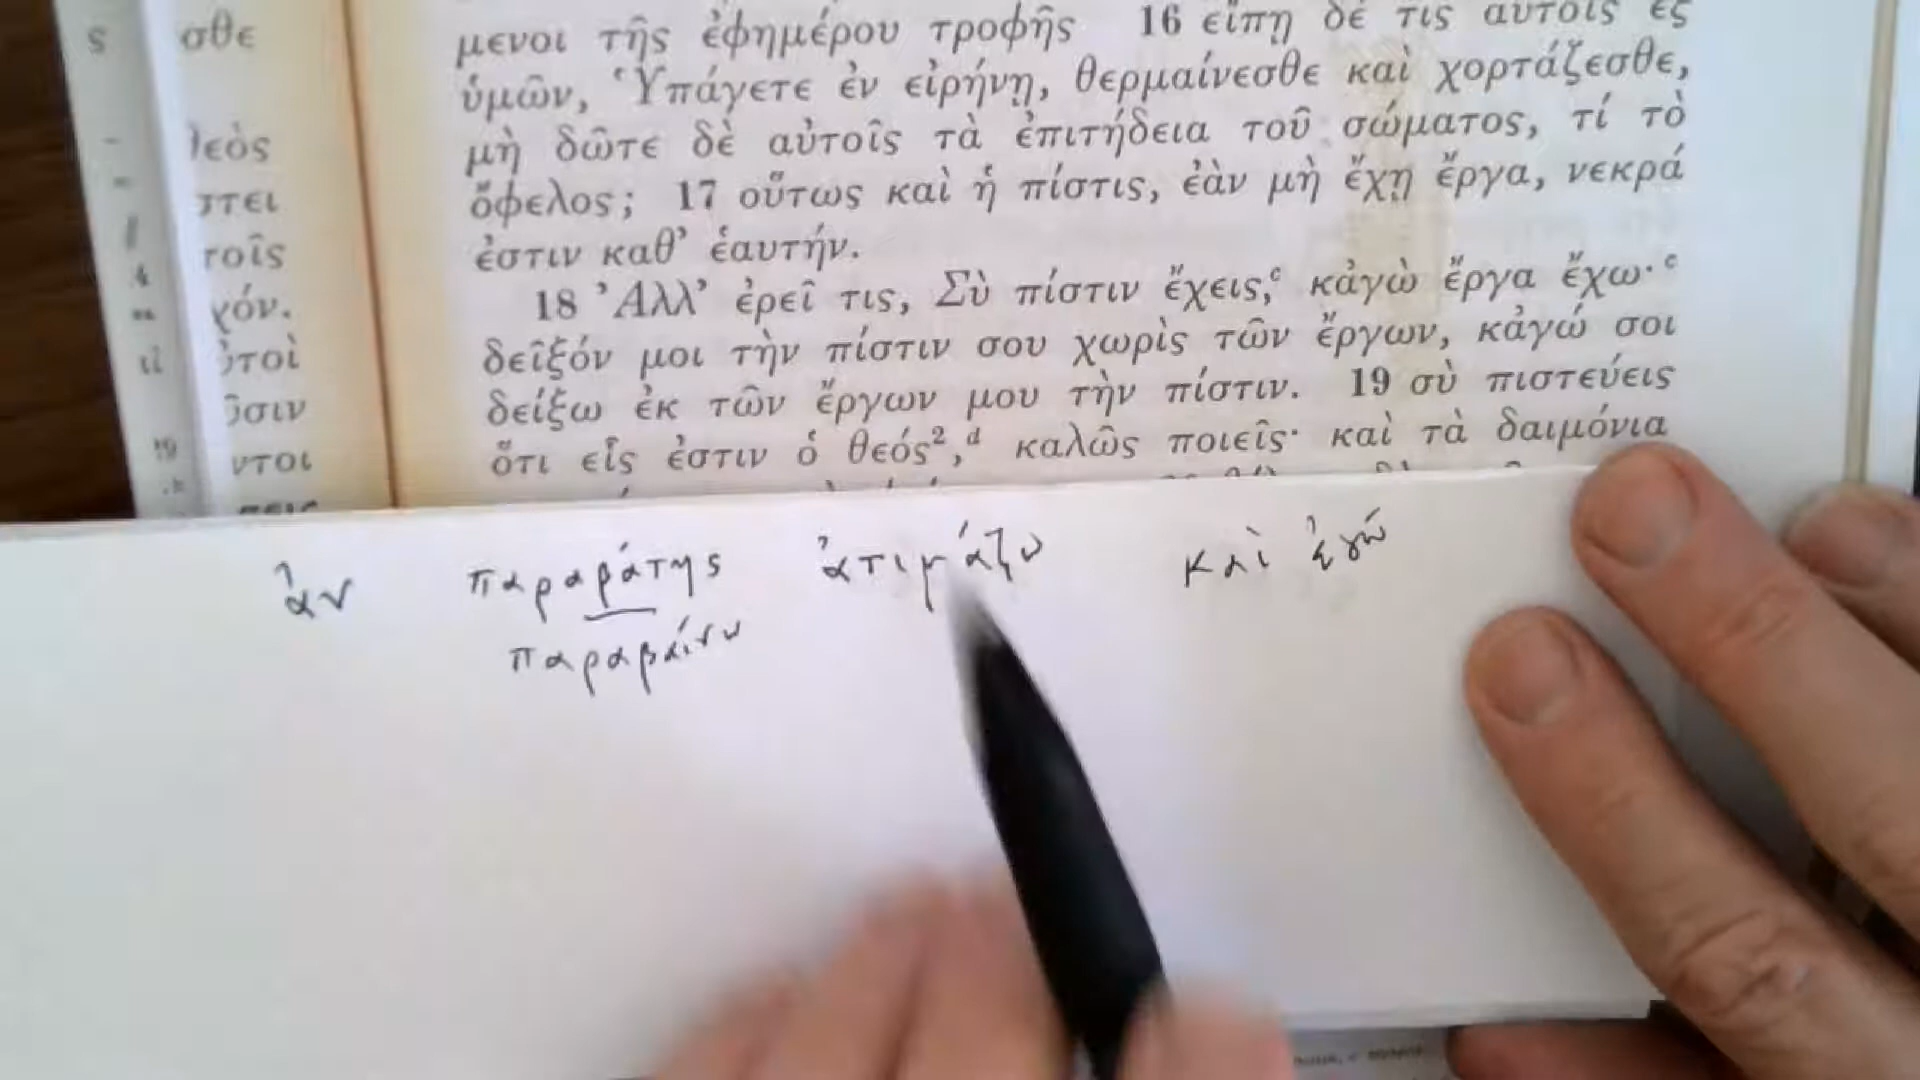 μενοι τῆς ἐφημέρου τροφῆς 16 εἴπῃ δέ τις αὐτοῖς ἐξ
ὑμῶν, Ὑπάγετε ἐν εἰρήνῃ, θερμαίνεσθε καὶ χορτάζεσθε,
μὴ δῶτε δὲ αὐτοῖς τὰ ἐπιτήδεια τοῦ σώματος, τί τὸ
ὄφελος; 17 οὕτως καὶ ἡ πίστις, ἐὰν μὴ ἔχῃ ἔργα, νεκρά
ἐστιν καθ’ ἑαυτήν.
18 Ἀλλ’ ἐρεῖ τις, Σὺ πίστιν ἔχεις,ᶜ κἀγὼ ἔργα ἔχω·ᶜ
δεῖξόν μοι τὴν πίστιν σου χωρὶς τῶν ἔργων, κἀγώ σοι
δείξω ἐκ τῶν ἔργων μου τὴν πίστιν. 19 σὺ πιστεύεις
ὅτι εἷς ἐστιν ὁ θεός²,ᵈ καλῶς ποιεῖς· καὶ τὰ δαιμόνια
ς σθε
τοῖς
χόν.
ντοι
ἀν παραβάτης ἀτιμάζω καὶ ἐγώ
παραβαίνω